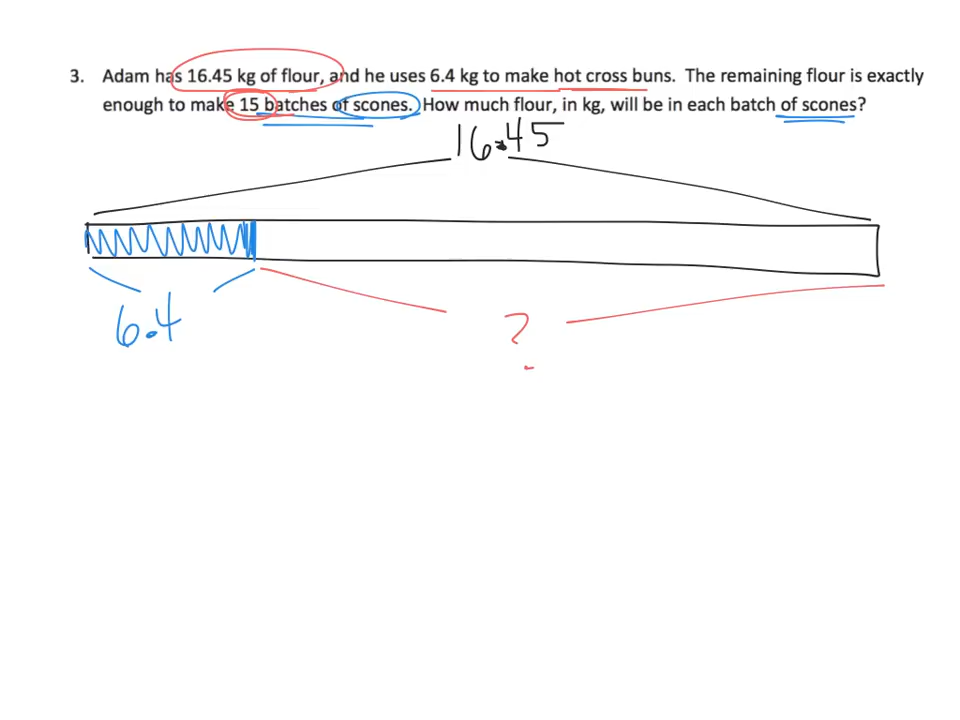 3. Adam has 16.45 kg of flour, and he uses 6.4 kg to make hot cross buns. The remaining flour is exactly
enough to make 15 batches of scones. How much flour, in kg, will be in each batch of scones?
16.45
6.4
?